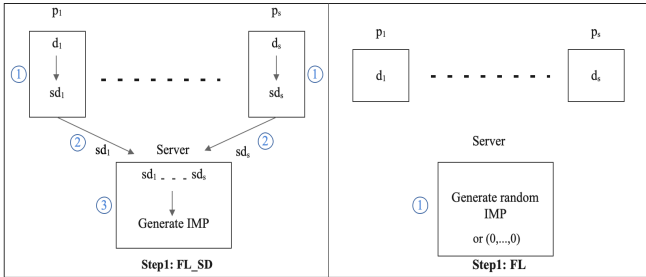 p1 ps
d1 ds
1 sd1 sds 1
2 2
sd1 Server sds
sd1 - - - sds
3
Generate IMP
Step1: FL_SD
p1 ps
d1 ds
Server
1 Generate random
IMP
or (0,...,0)
Step1: FL